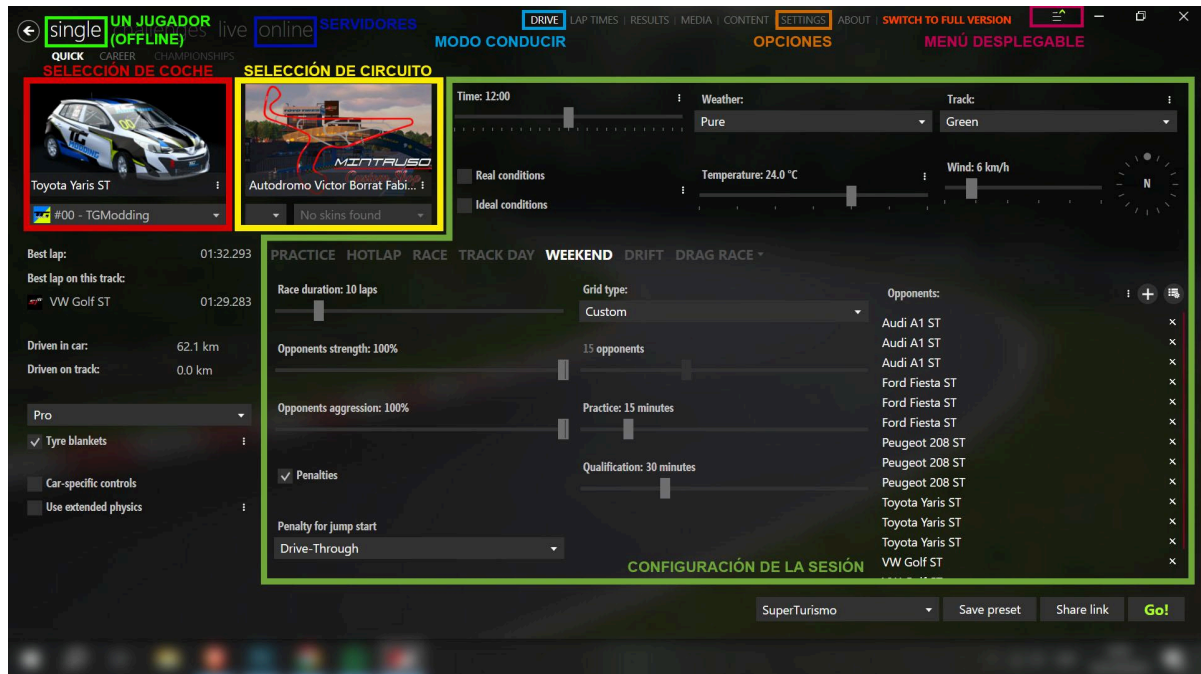 single
UN JUGADOR
(OFFLINE)
challenges live
online
SERVIDORES
DRIVE | LAP TIMES | RESULTS | MEDIA | CONTENT | SETTINGS | ABOUT | SWITCH TO FULL VERSION
MODO CONDUCIR
OPCIONES
MENÚ DESPLEGABLE
QUICK CAREER CHAMPIONSHIPS
SELECCIÓN DE COCHE
SELECCIÓN DE CIRCUITO
Toyota Yaris ST
#00 - TGModding
MINTRUSO
Autodromo Victor Borrat Fabi...
No skins found
Time: 12:00
Weather:
Pure
Track:
Green
Real conditions
Ideal conditions
Temperature: 24.0 °C
Wind: 6 km/h
N
Best lap: 01:32.293
Best lap on this track:
VW Golf ST 01:29.283
Driven in car: 62.1 km
Driven on track: 0.0 km
Pro
Tyre blankets
Car-specific controls
Use extended physics
PRACTICE HOTLAP RACE TRACK DAY WEEKEND DRIFT DRAG RACE
Race duration: 10 laps
Opponents strength: 100%
Opponents aggression: 100%
Penalties
Penalty for jump start
Drive-Through
Grid type:
Custom
15 opponents
Practice: 15 minutes
Qualification: 30 minutes
Opponents:
Audi A1 ST
Audi A1 ST
Audi A1 ST
Ford Fiesta ST
Ford Fiesta ST
Ford Fiesta ST
Peugeot 208 ST
Peugeot 208 ST
Peugeot 208 ST
Toyota Yaris ST
Toyota Yaris ST
Toyota Yaris ST
VW Golf ST
CONFIGURACIÓN DE LA SESIÓN
SuperTurismo
Save preset
Share link
Go!